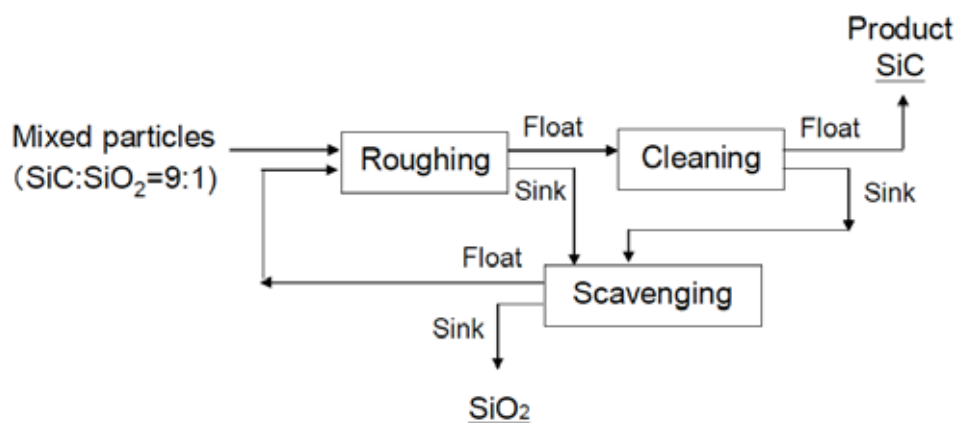 Product
SiC
Mixed particles
(SiC:SiO₂=9:1)
Roughing
Float
Cleaning
Float
Sink
Sink
Float
Scavenging
Sink
SiO₂